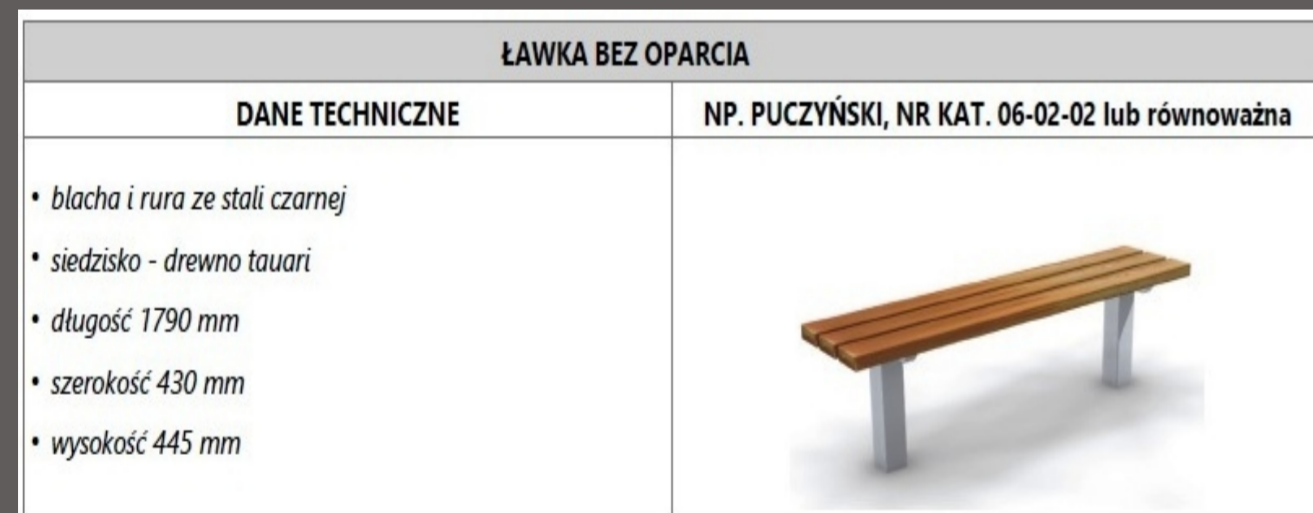 ŁAWKA BEZ OPARCIA
DANE TECHNICZNE
NP. PUCZYŃSKI, NR KAT. 06-02-02 lub równoważna
• blacha i rura ze stali czarnej
• siedzisko - drewno tauari
• długość 1790 mm
• szerokość 430 mm
• wysokość 445 mm